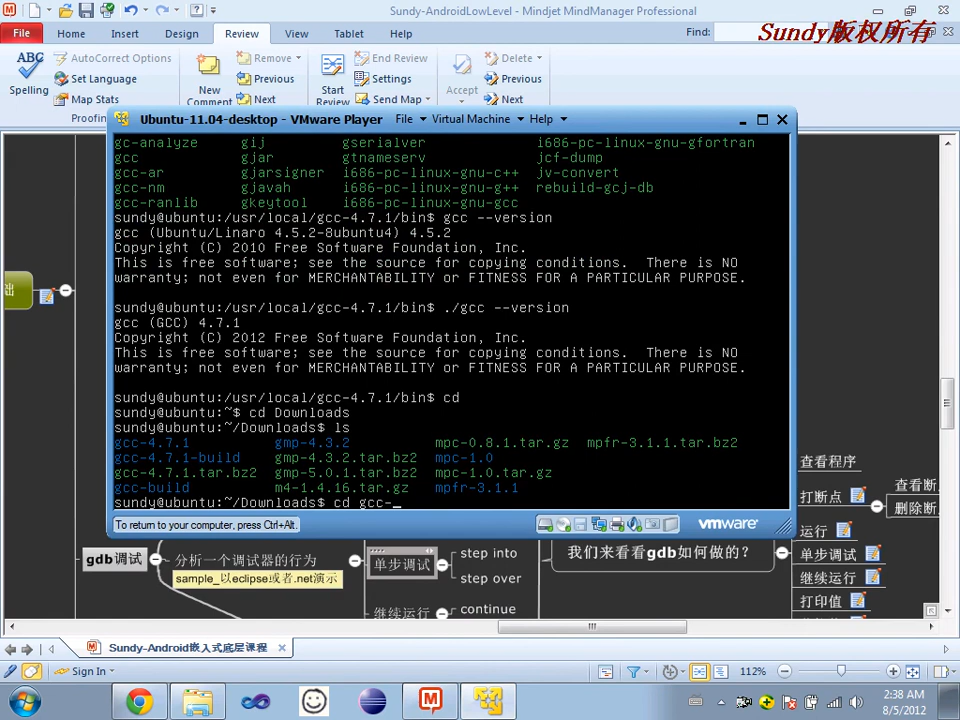 Sundy-AndroidLowLevel - Mindjet MindManager Professional
File Home Insert Design Review View Tablet Help Find:
Sundy版权所有
ABC
Spelling
AutoCorrect Options
Set Language
Map Stats
New
Comment
Remove
Previous
Next
Start
Review
End Review
Settings
Send Map
Accept
Delete
Previous
Next
Ubuntu-11.04-desktop - VMware Player File Virtual Machine Help
gc-analyze gij gserialver i686-pc-linux-gnu-gfortran
gcc gjar gtnameserv jcf-dump
gcc-ar gjarsigner i686-pc-linux-gnu-c++ jv-convert
gcc-nm gjavah i686-pc-linux-gnu-g++ rebuild-gcj-db
gcc-ranlib gkeytool i686-pc-linux-gnu-gcc
sundy@ubuntu:/usr/local/gcc-4.7.1/bin$ gcc --version
gcc (Ubuntu/Linaro 4.5.2-8ubuntu4) 4.5.2
Copyright (C) 2010 Free Software Foundation, Inc.
This is free software; see the source for copying conditions. There is NO
warranty; not even for MERCHANTABILITY or FITNESS FOR A PARTICULAR PURPOSE.
sundy@ubuntu:/usr/local/gcc-4.7.1/bin$ ./gcc --version
gcc (GCC) 4.7.1
Copyright (C) 2012 Free Software Foundation, Inc.
This is free software; see the source for copying conditions. There is NO
warranty; not even for MERCHANTABILITY or FITNESS FOR A PARTICULAR PURPOSE.
sundy@ubuntu:/usr/local/gcc-4.7.1/bin$ cd
sundy@ubuntu:~$ cd Downloads
sundy@ubuntu:~/Downloads$ ls
gcc-4.7.1 gmp-4.3.2 mpc-0.8.1.tar.gz mpfr-3.1.1.tar.bz2
gcc-4.7.1-build gmp-4.3.2.tar.bz2 mpc-1.0
gcc-4.7.1.tar.bz2 gmp-5.0.1.tar.bz2 mpc-1.0.tar.gz
gcc-build m4-1.4.16.tar.gz mpfr-3.1.1
sundy@ubuntu:~/Downloads$ cd gcc-_
To return to your computer, press Ctrl+Alt.
vmware
础
查看程序
打断点
查看断
删除断
运行
单步调试
继续运行
打印值
gdb调试
分析一个调试器的行为
sample_以eclipse或者.net演示
单步调试
step into
step over
继续运行
continue
我们来看看gdb如何做的？
Sundy-Android嵌入式底层课程
Sign In
112%
2:38 AM
8/5/2012